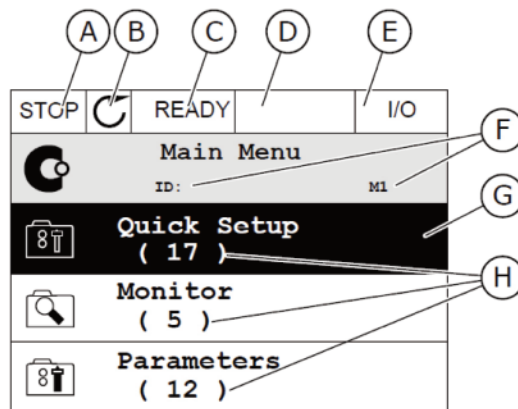 A B C D E
STOP READY I/O
F
Main Menu
ID: M1
G
Quick Setup
( 17 )
H
Monitor
( 5 )
Parameters
( 12 )